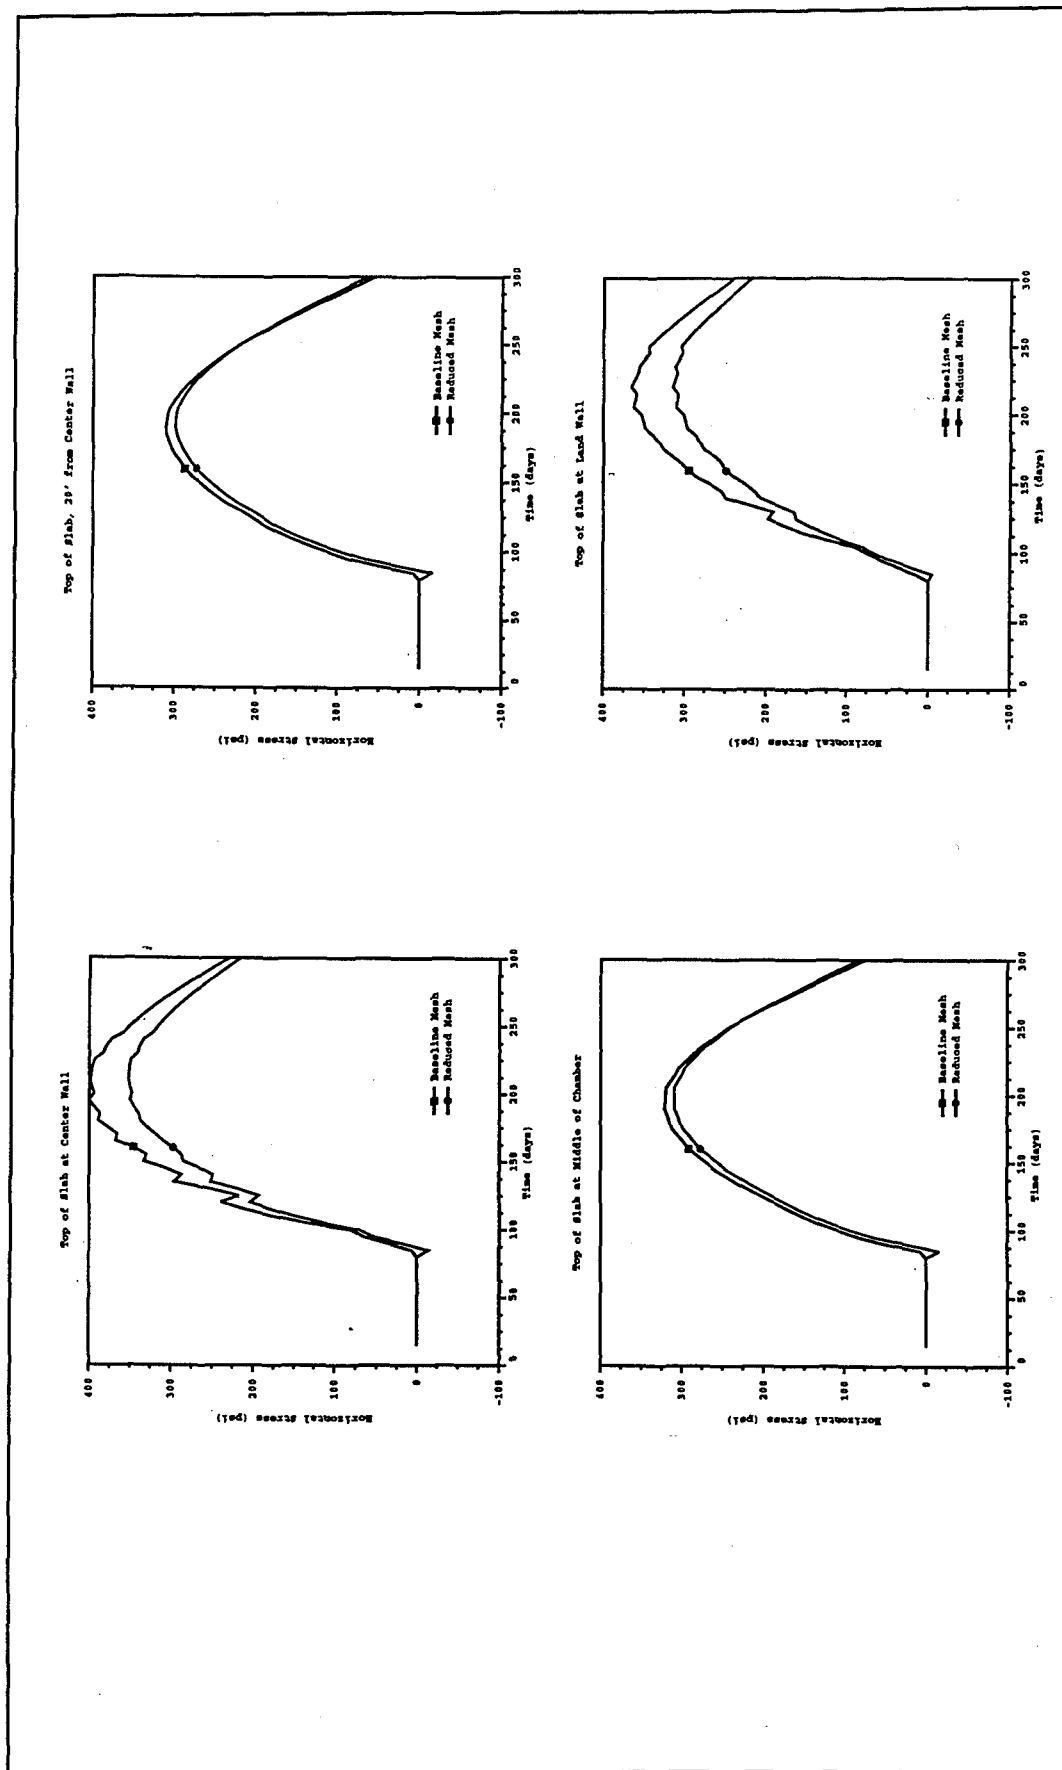 Top of Slab at Center Wall
400
300
200
100
0
-100
Horizontal Stress (psi)
Baseline Mesh
Reduced Mesh
0 50 100 150 200 250 300
Time (days)
Top of Slab, 20' from Center Wall
400
300
200
100
0
-100
Horizontal Stress (psi)
Baseline Mesh
Reduced Mesh
0 50 100 150 200 250 300
Time (days)
Top of Slab at Middle of Chamber
400
300
200
100
0
-100
Horizontal Stress (psi)
Baseline Mesh
Reduced Mesh
0 50 100 150 200 250 300
Time (days)
Top of Slab at Land Wall
400
300
200
100
0
-100
Horizontal Stress (psi)
Baseline Mesh
Reduced Mesh
0 50 100 150 200 250 300
Time (days)